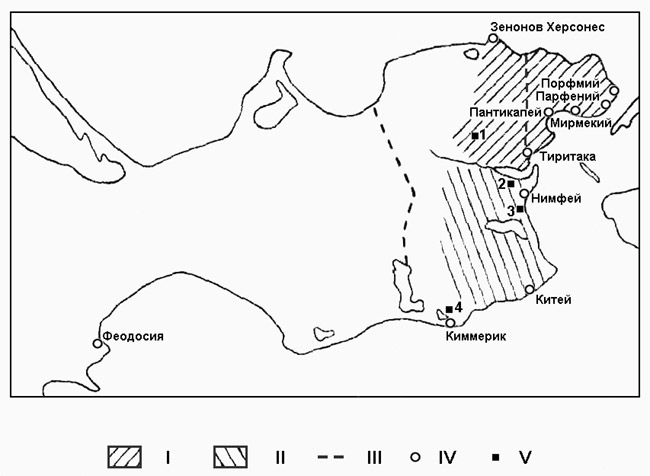 Зенонов Херсонес
Порфмий
Парфений
Пантикапей
Мирмекий
1
Тиритака
2
Нимфей
3
Китей
4
Киммерик
Феодосия
I II III IV V